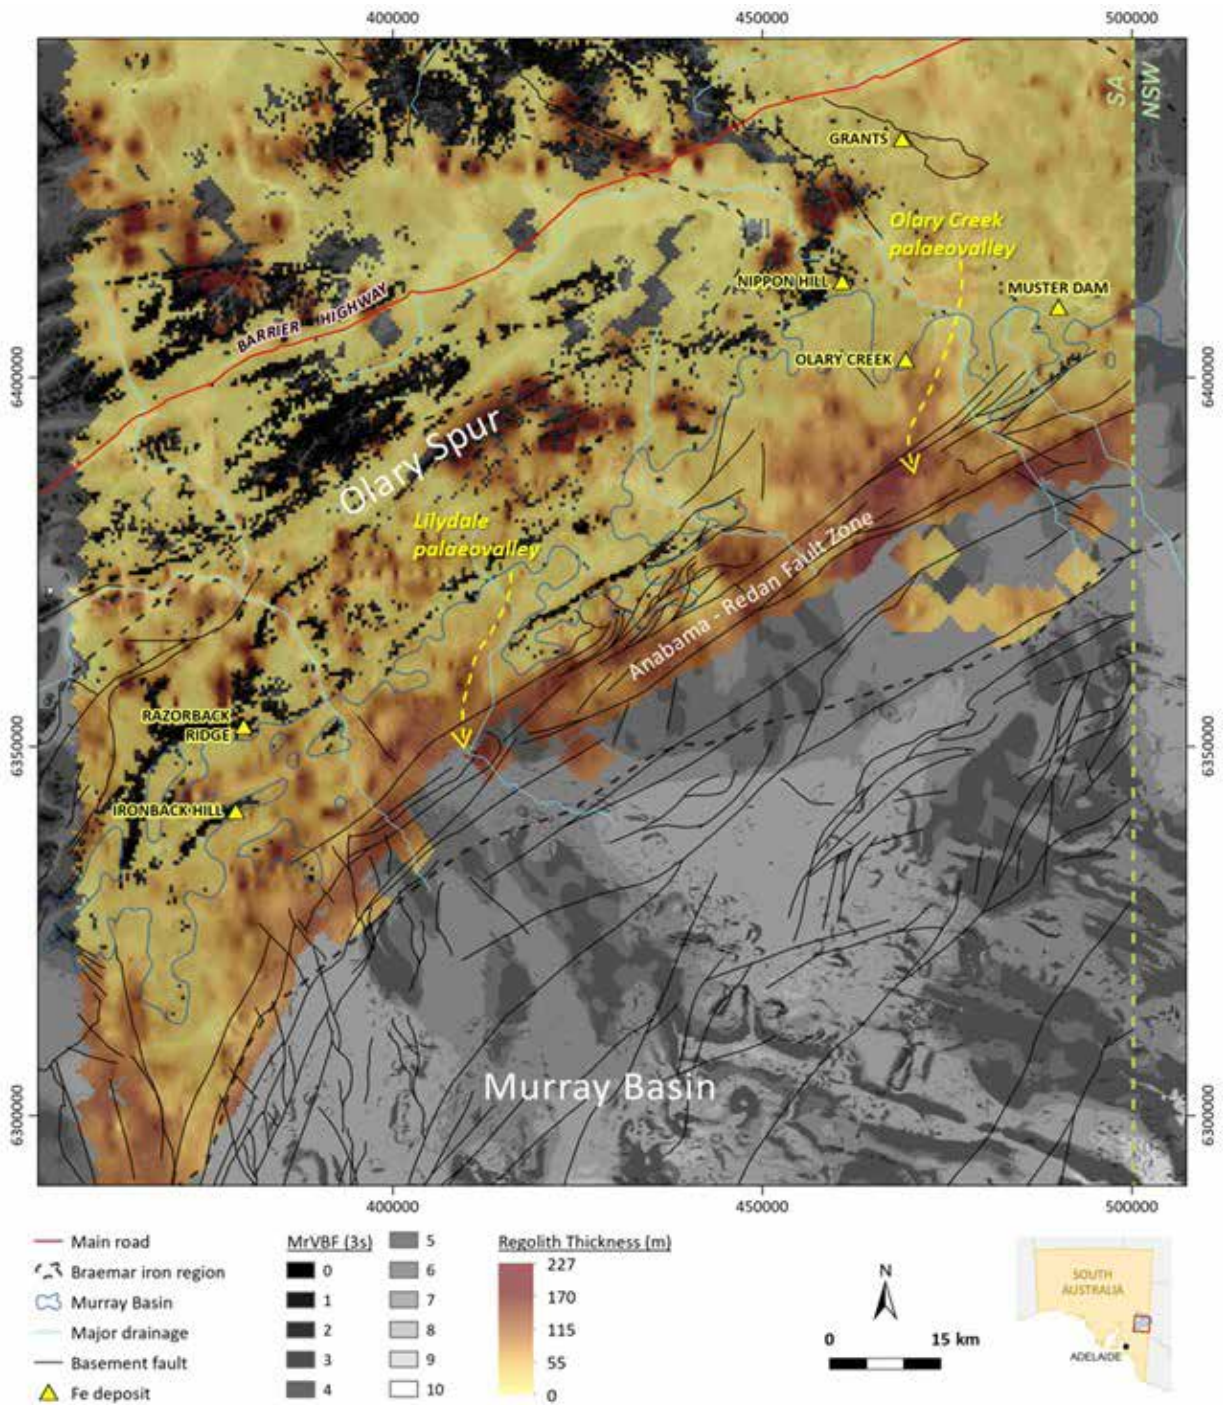 400000
450000
500000
SA
NSW
GRANTS
Olary Creek
palaeovalley
NIPPON HILL
MUSTER DAM
BARRIER HIGHWAY
OLARY CREEK
6400000
6400000
Olary Spur
Lilydale
palaeovalley
Anabama - Redan Fault Zone
RAZORBACK
RIDGE
6350000
6350000
IRONBACK HILL
Murray Basin
6300000
6300000
400000
450000
500000
Main road
Braemar iron region
Murray Basin
Major drainage
Basement fault
Fe deposit
MrVBF (3s)
0
1
2
3
4
5
6
7
8
9
10
Regolith Thickness (m)
227
170
115
55
0
N
0 15 km
SOUTH
AUSTRALIA
ADELAIDE